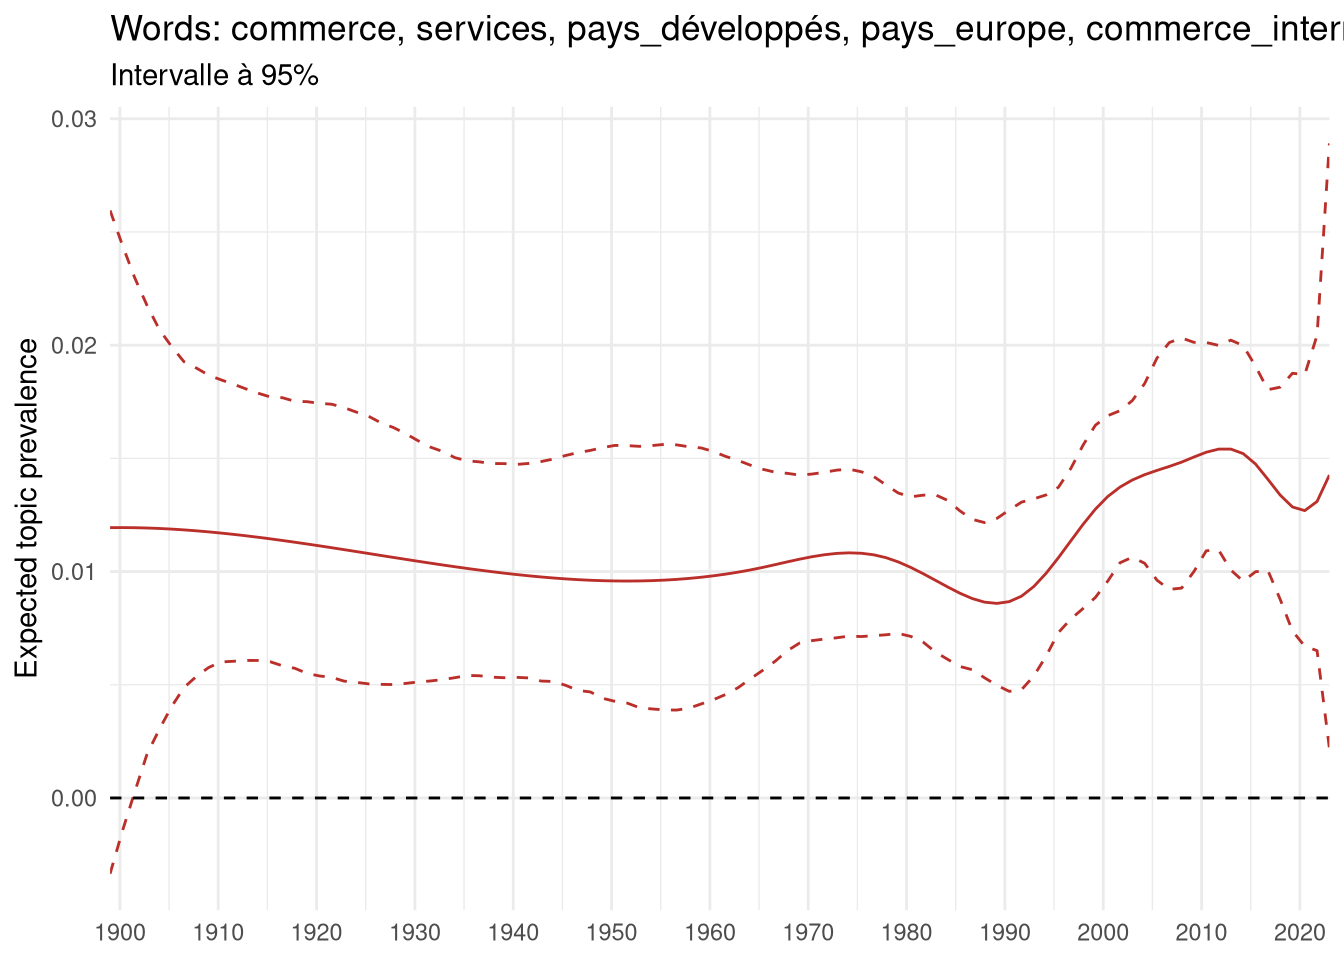 Words: commerce, services, pays_développés, pays_europe, commerce_inter
Intervalle à 95%
Expected topic prevalence
0.03
0.02
0.01
0.00
1900 1910 1920 1930 1940 1950 1960 1970 1980 1990 2000 2010 2020